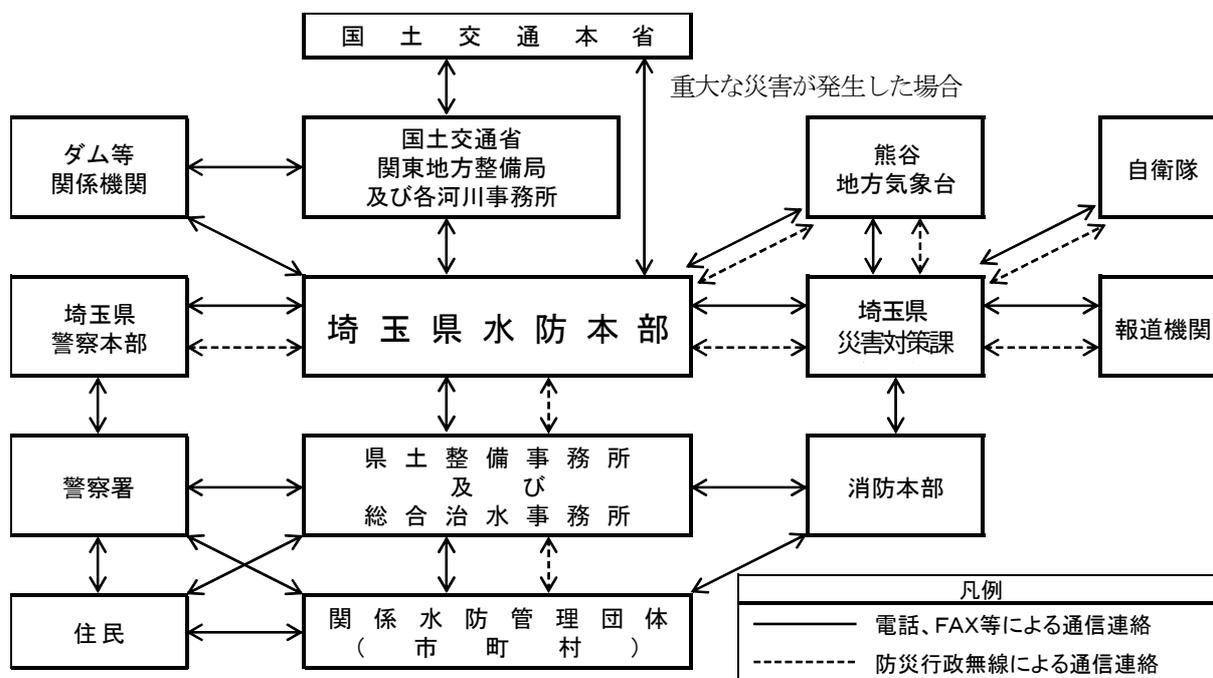 国土交通本省
重大な災害が発生した場合
ダム等
関係機関
国土交通省
関東地方整備局
及び各河川事務所
熊谷
地方気象台
自衛隊
埼玉県
警察本部
埼玉県水防本部
埼玉県
災害対策課
報道機関
警察署
県土整備事務所
及び
総合治水事務所
消防本部
住民
関係水防管理団体
(市町村)
凡例
電話、FAX等による通信連絡
防災行政無線による通信連絡